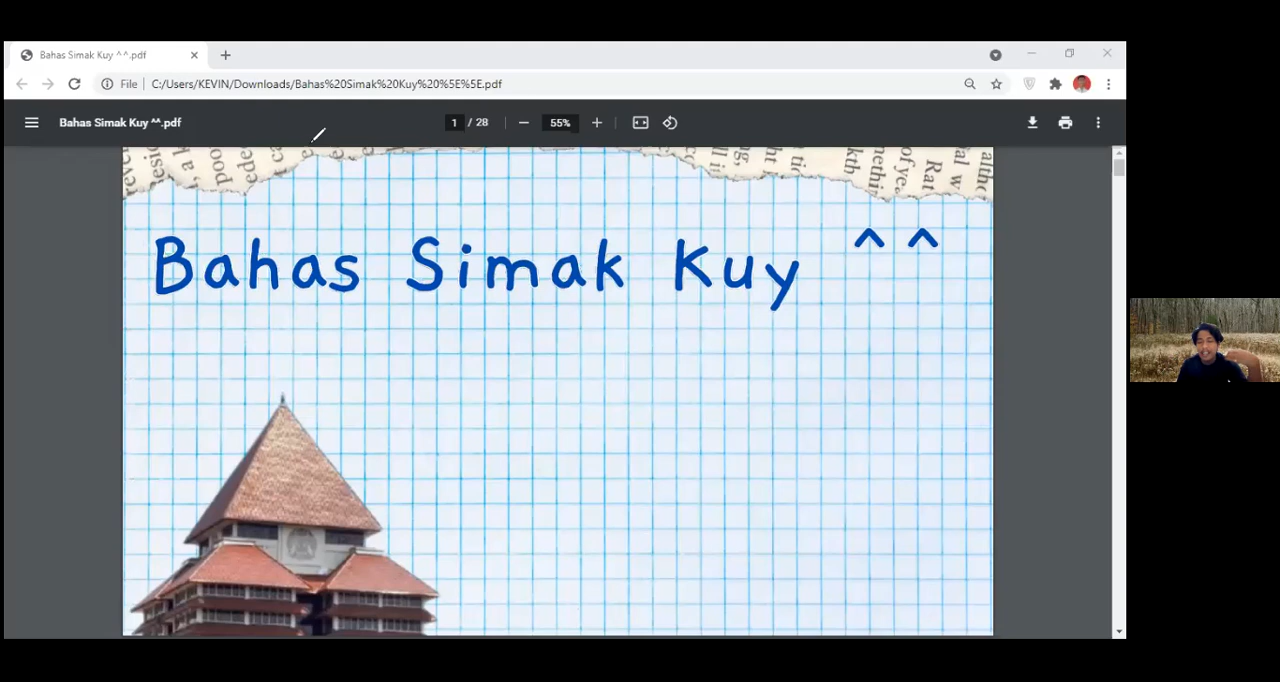 Bahas Simak Kuy ^^.pdf
File
C:/Users/KEVIN/Downloads/Bahas%20Simak%20Kuy%20%5E%5E.pdf
Bahas Simak Kuy ^^.pdf
1 / 28
55%
Bahas Simak Kuy ^ ^